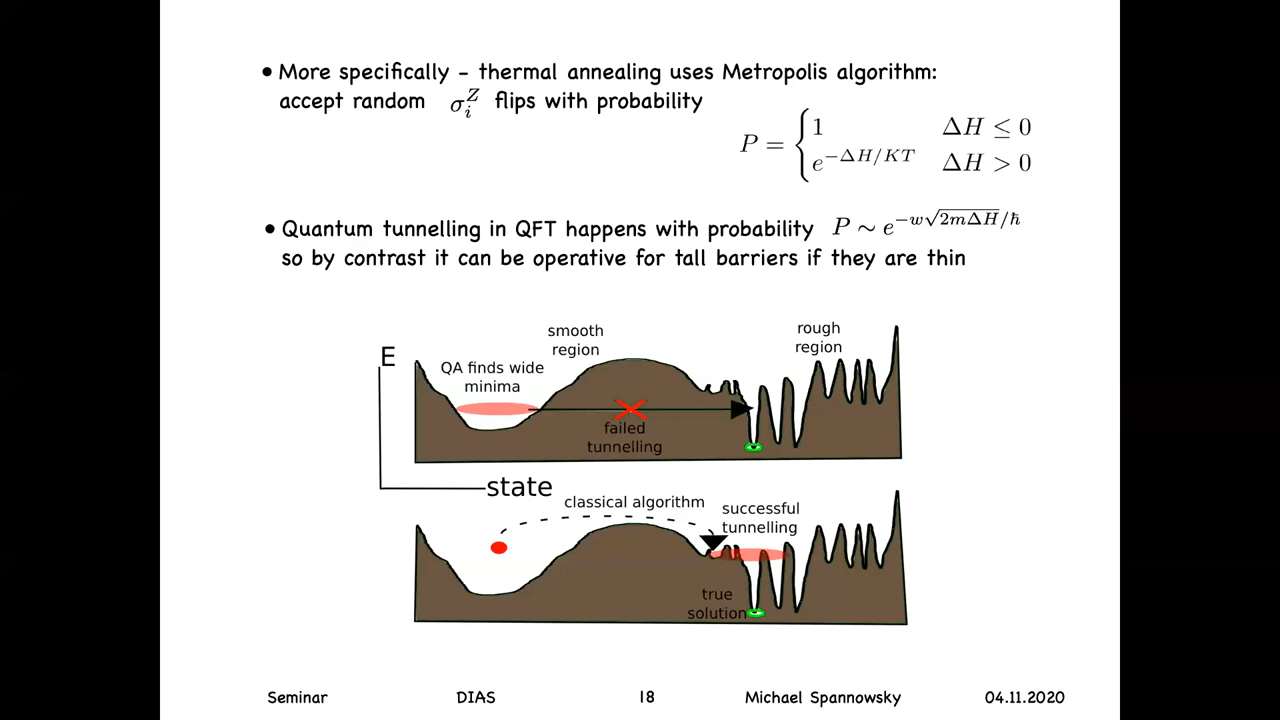 • More specifically – thermal annealing uses Metropolis algorithm:
accept random σ_i^Z flips with probability
P = { 1 ΔH ≤ 0
e^{−ΔH/KT} ΔH > 0
• Quantum tunnelling in QFT happens with probability P ∼ e^{−w√(2mΔH)/ħ}
so by contrast it can be operative for tall barriers if they are thin
E
QA finds wide
minima
smooth
region
rough
region
failed
tunnelling
state
classical algorithm
successful
tunnelling
true
solution
Seminar DIAS 18 Michael Spannowsky 04.11.2020